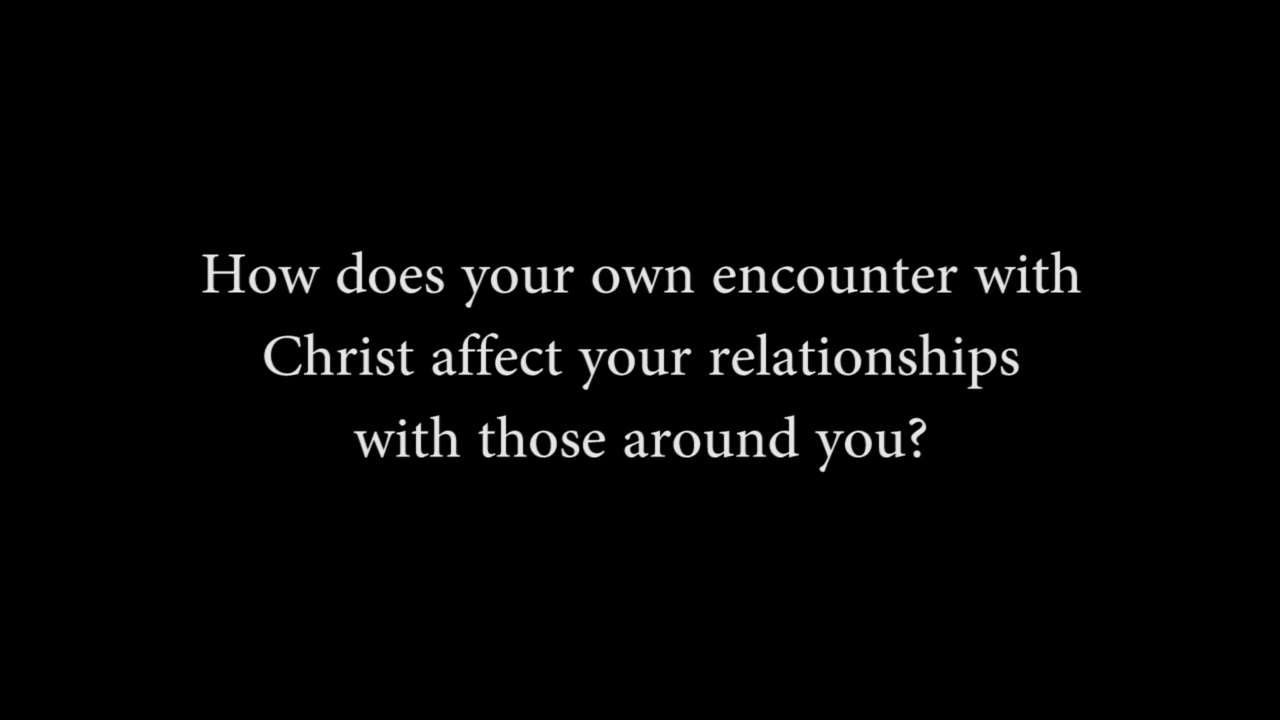 How does your own encounter with
Christ affect your relationships
with those around you?